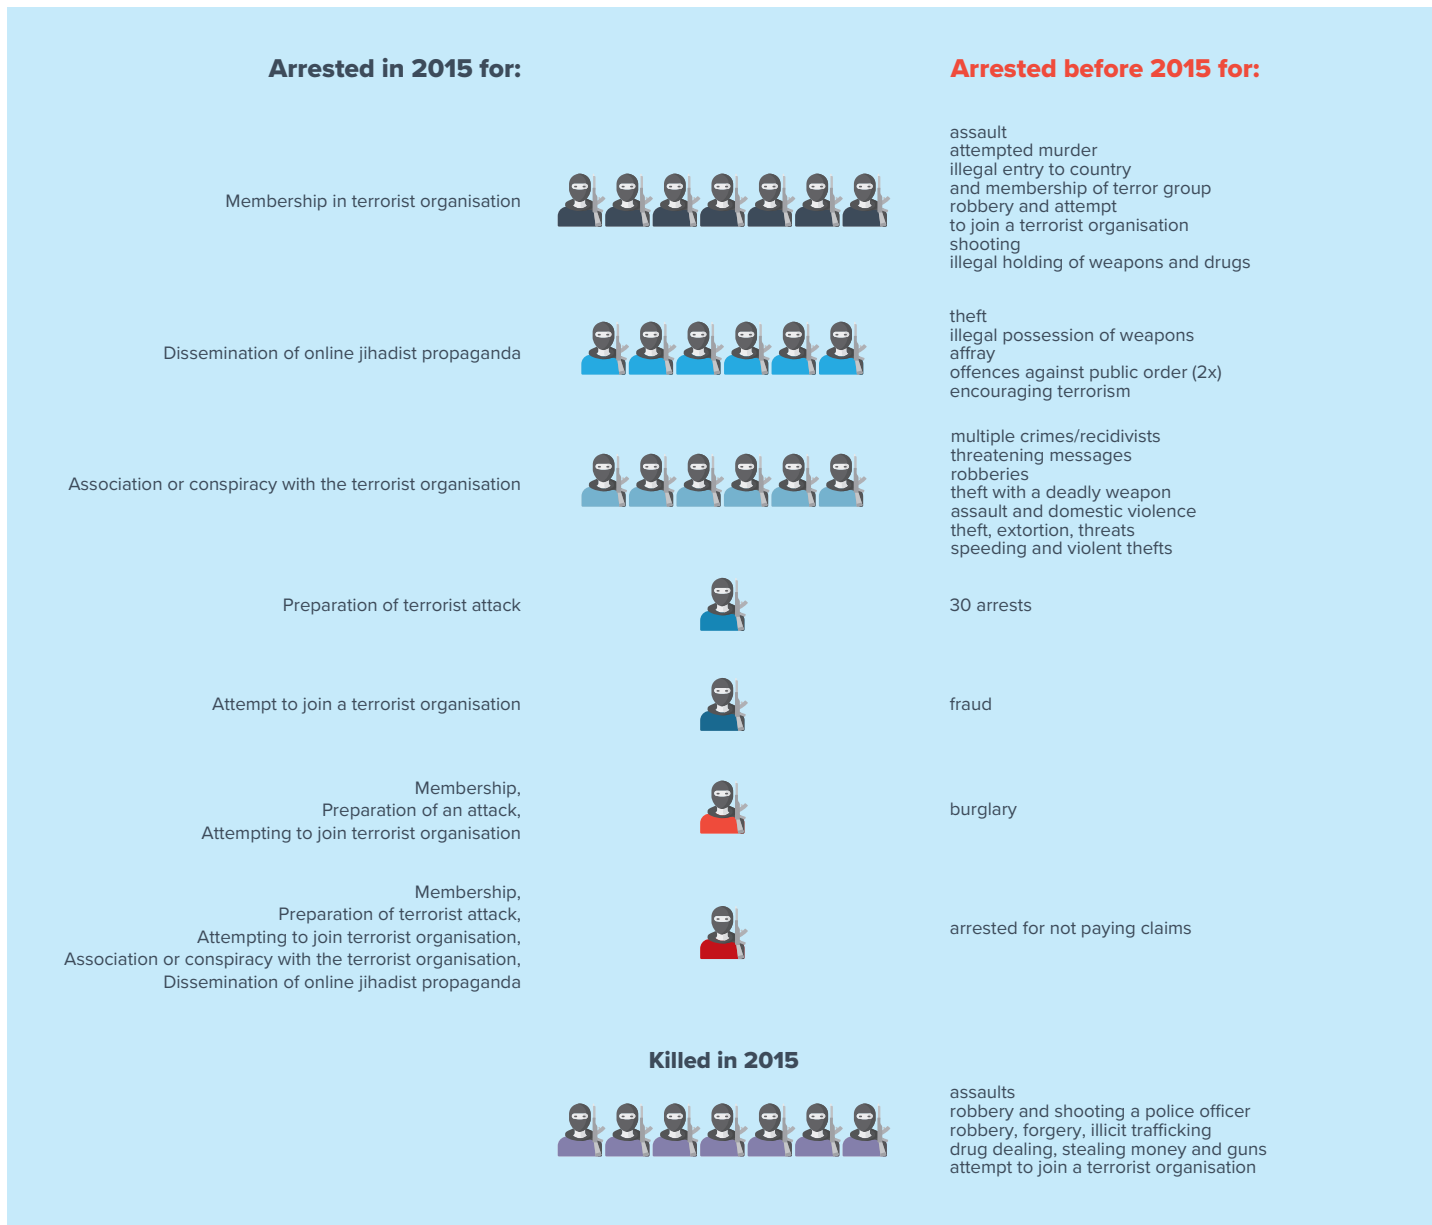 Arrested in 2015 for:
Arrested before 2015 for:
Membership in terrorist organisation
assault
attempted murder
illegal entry to country
and membership of terror group
robbery and attempt
to join a terrorist organisation
shooting
illegal holding of weapons and drugs
Dissemination of online jihadist propaganda
theft
illegal possession of weapons
affray
offences against public order (2x)
encouraging terrorism
Association or conspiracy with the terrorist organisation
multiple crimes/recidivists
threatening messages
robberies
theft with a deadly weapon
assault and domestic violence
theft, extortion, threats
speeding and violent thefts
Preparation of terrorist attack
30 arrests
Attempt to join a terrorist organisation
fraud
Membership,
Preparation of an attack,
Attempting to join terrorist organisation
burglary
Membership,
Preparation of terrorist attack,
Attempting to join terrorist organisation,
Association or conspiracy with the terrorist organisation,
Dissemination of online jihadist propaganda
arrested for not paying claims
Killed in 2015
assaults
robbery and shooting a police officer
robbery, forgery, illicit trafficking
drug dealing, stealing money and guns
attempt to join a terrorist organisation